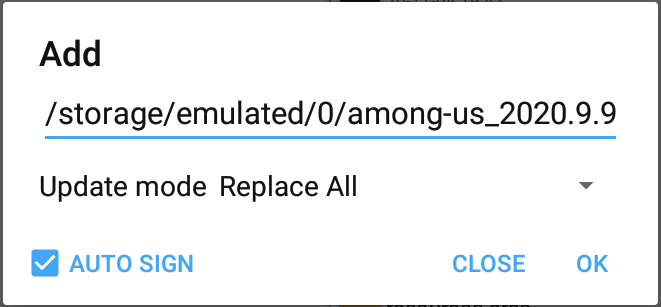 Add
/storage/emulated/0/among-us_2020.9.9
Update mode Replace All
AUTO SIGN CLOSE OK